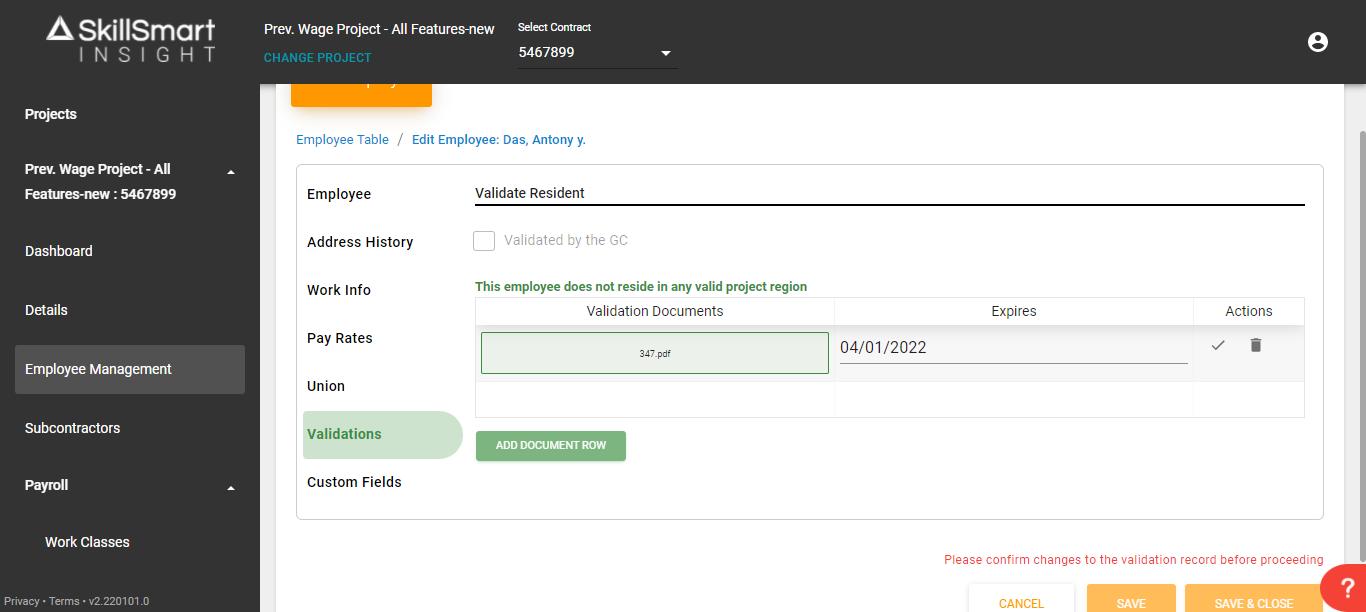 SkillSmart
INSIGHT
Prev. Wage Project - All Features-new
CHANGE PROJECT
Select Contract
5467899
Projects
Prev. Wage Project - All
Features-new : 5467899
Dashboard
Details
Employee Management
Subcontractors
Payroll
Work Classes
Privacy • Terms • v2.220101.0
Employee Table / Edit Employee: Das, Antony y.
Employee
Address History
Work Info
Pay Rates
Union
Validations
Custom Fields
Validate Resident
Validated by the GC
This employee does not reside in any valid project region
Validation Documents Expires Actions
347.pdf 04/01/2022
ADD DOCUMENT ROW
Please confirm changes to the validation record before proceeding
CANCEL SAVE SAVE & CLOSE
?